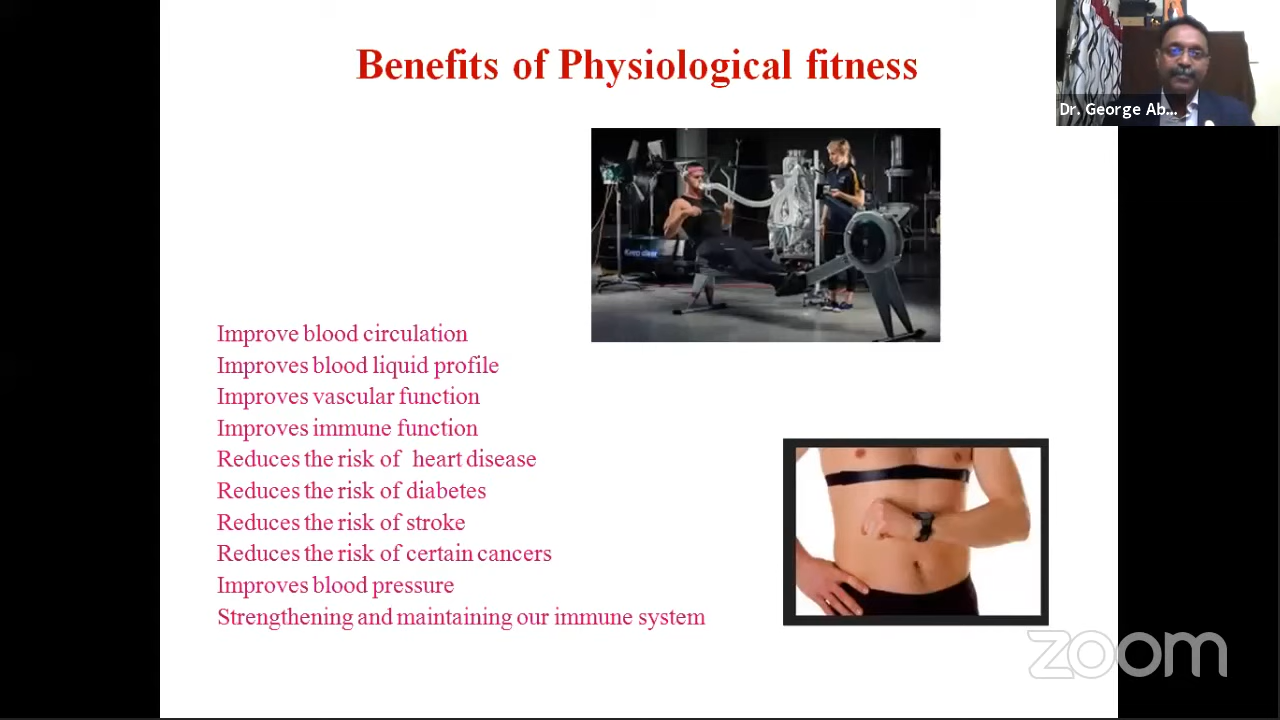 Benefits of Physiological fitness
Dr. George Ab...
Keep clear
Improve blood circulation
Improves blood liquid profile
Improves vascular function
Improves immune function
Reduces the risk of heart disease
Reduces the risk of diabetes
Reduces the risk of stroke
Reduces the risk of certain cancers
Improves blood pressure
Strengthening and maintaining our immune system
zoom